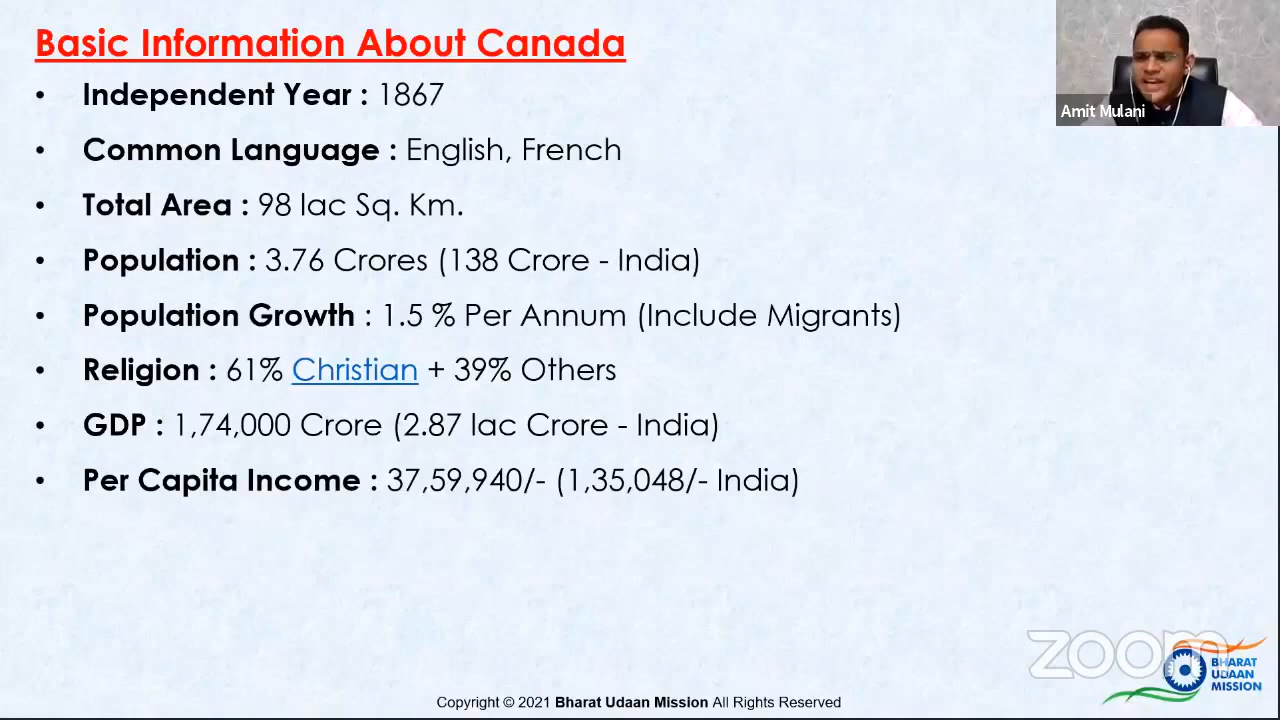 Basic Information About Canada
• Independent Year : 1867
• Common Language : English, French
• Total Area : 98 lac Sq. Km.
• Population : 3.76 Crores (138 Crore - India)
• Population Growth : 1.5 % Per Annum (Include Migrants)
• Religion : 61% Christian + 39% Others
• GDP : 1,74,000 Crore (2.87 lac Crore - India)
• Per Capita Income : 37,59,940/- (1,35,048/- India)
Amit Mulani
zoom
BHARAT
UDAAN
MISSION
Copyright © 2021 Bharat Udaan Mission All Rights Reserved